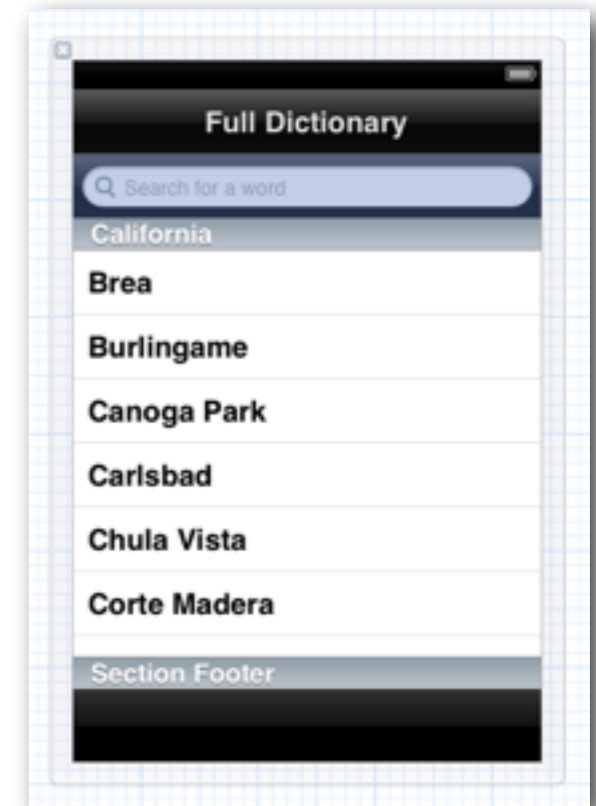 Full Dictionary
Search for a word
California
Brea
Burlingame
Canoga Park
Carlsbad
Chula Vista
Corte Madera
Section Footer